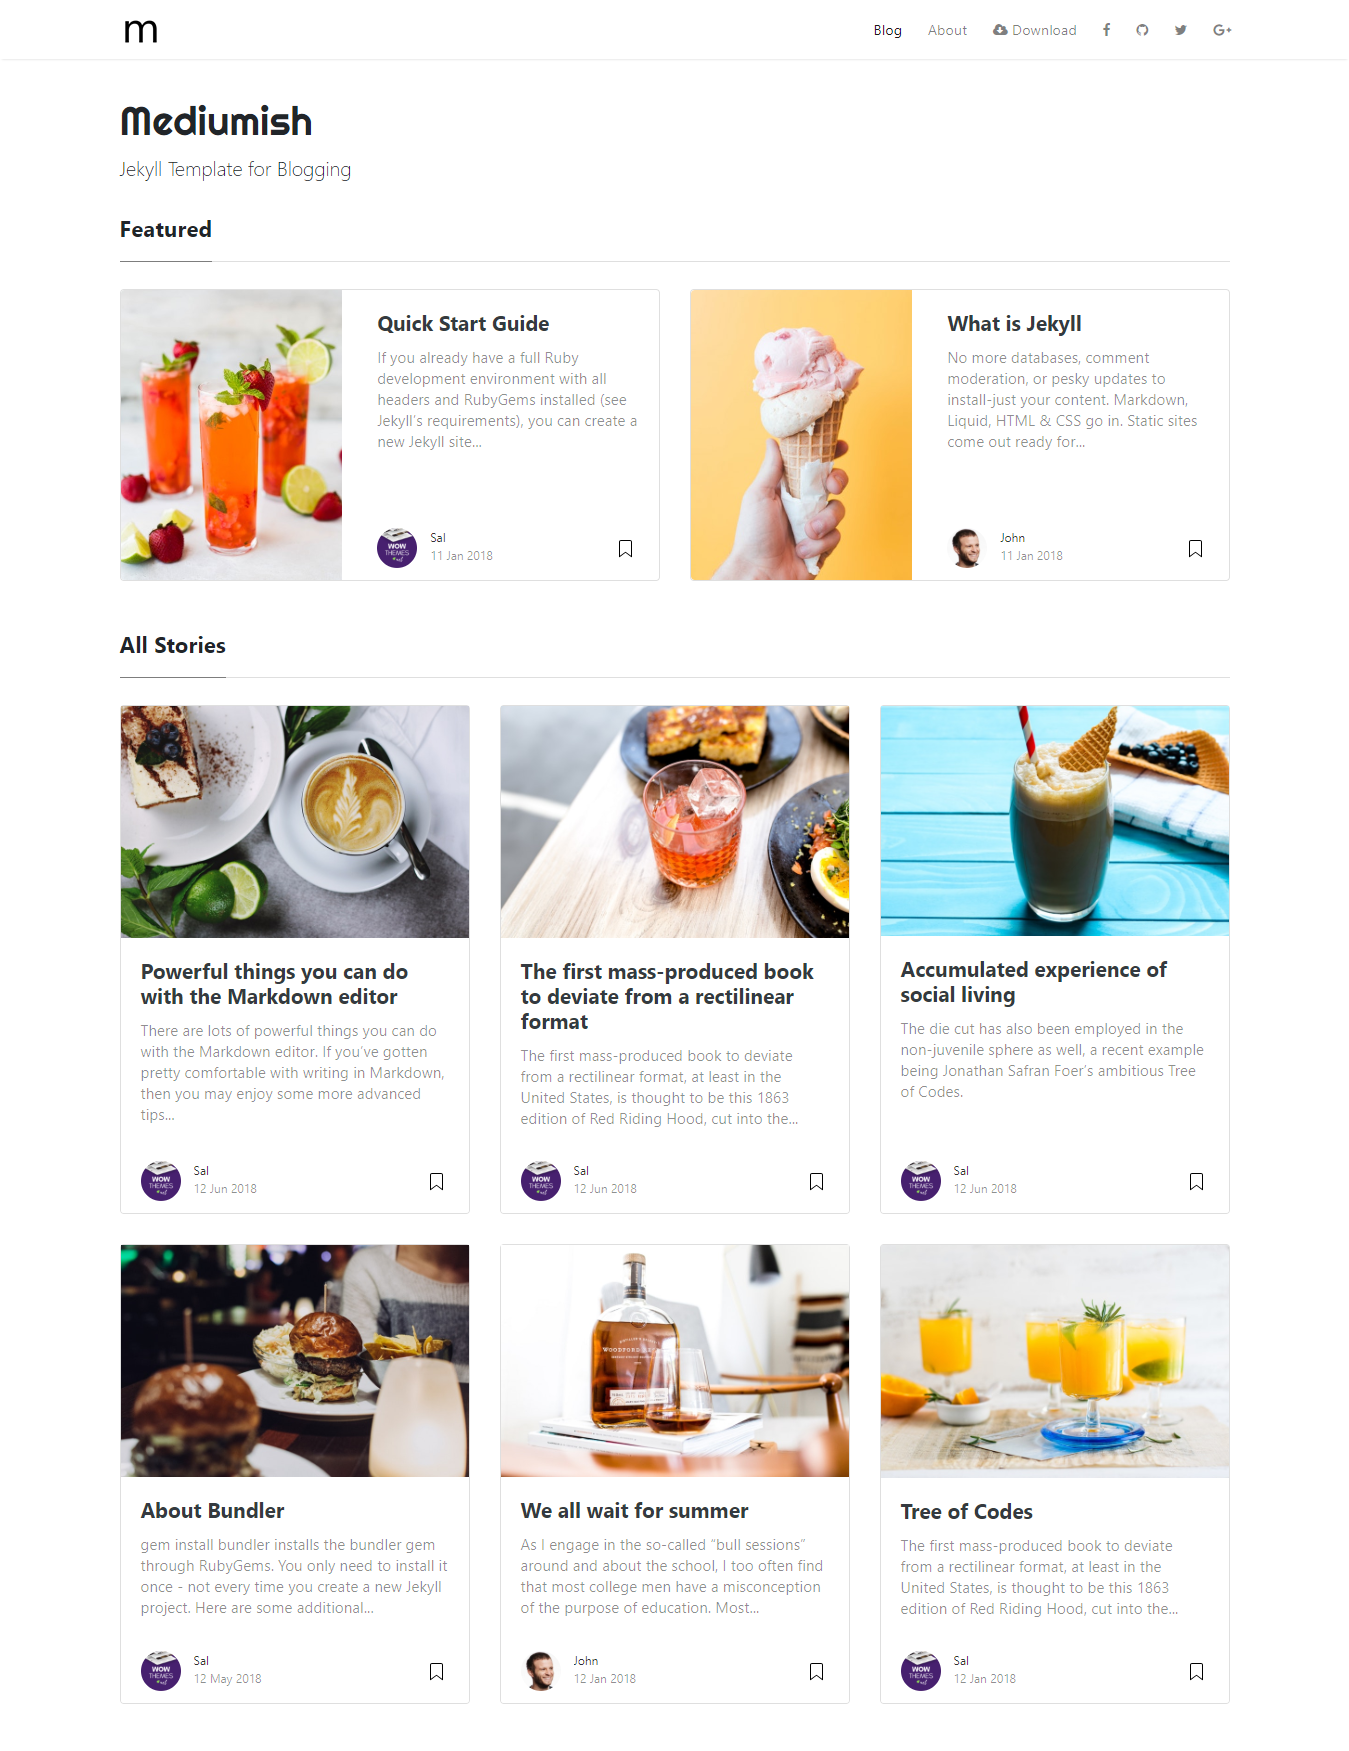 m
Blog About Download
Mediumish
Jekyll Template for Blogging
Featured
Quick Start Guide
If you already have a full Ruby
development environment with all
headers and RubyGems installed (see
Jekyll's requirements), you can create a
new Jekyll site...
WOW
THEMES
Sal
11 Jan 2018
What is Jekyll
No more databases, comment
moderation, or pesky updates to
install-just your content. Markdown,
Liquid, HTML & CSS go in. Static sites
come out ready for...
John
11 Jan 2018
All Stories
Powerful things you can do
with the Markdown editor
There are lots of powerful things you can do
with the Markdown editor. If you've gotten
pretty comfortable with writing in Markdown,
then you may enjoy some more advanced
tips...
WOW
THEMES
Sal
12 Jun 2018
The first mass-produced book
to deviate from a rectilinear
format
The first mass-produced book to deviate
from a rectilinear format, at least in the
United States, is thought to be this 1863
edition of Red Riding Hood, cut into the...
WOW
THEMES
Sal
12 Jun 2018
Accumulated experience of
social living
The die cut has also been employed in the
non-juvenile sphere as well, a recent example
being Jonathan Safran Foer's ambitious Tree
of Codes.
WOW
THEMES
Sal
12 Jun 2018
About Bundler
gem install bundler installs the bundler gem
through RubyGems. You only need to install it
once - not every time you create a new Jekyll
project. Here are some additional...
WOW
THEMES
Sal
12 May 2018
WOODFORD
We all wait for summer
As I engage in the so-called “bull sessions”
around and about the school, I too often find
that most college men have a misconception
of the purpose of education. Most...
John
12 Jan 2018
Tree of Codes
The first mass-produced book to deviate
from a rectilinear format, at least in the
United States, is thought to be this 1863
edition of Red Riding Hood, cut into the...
WOW
THEMES
Sal
12 Jan 2018